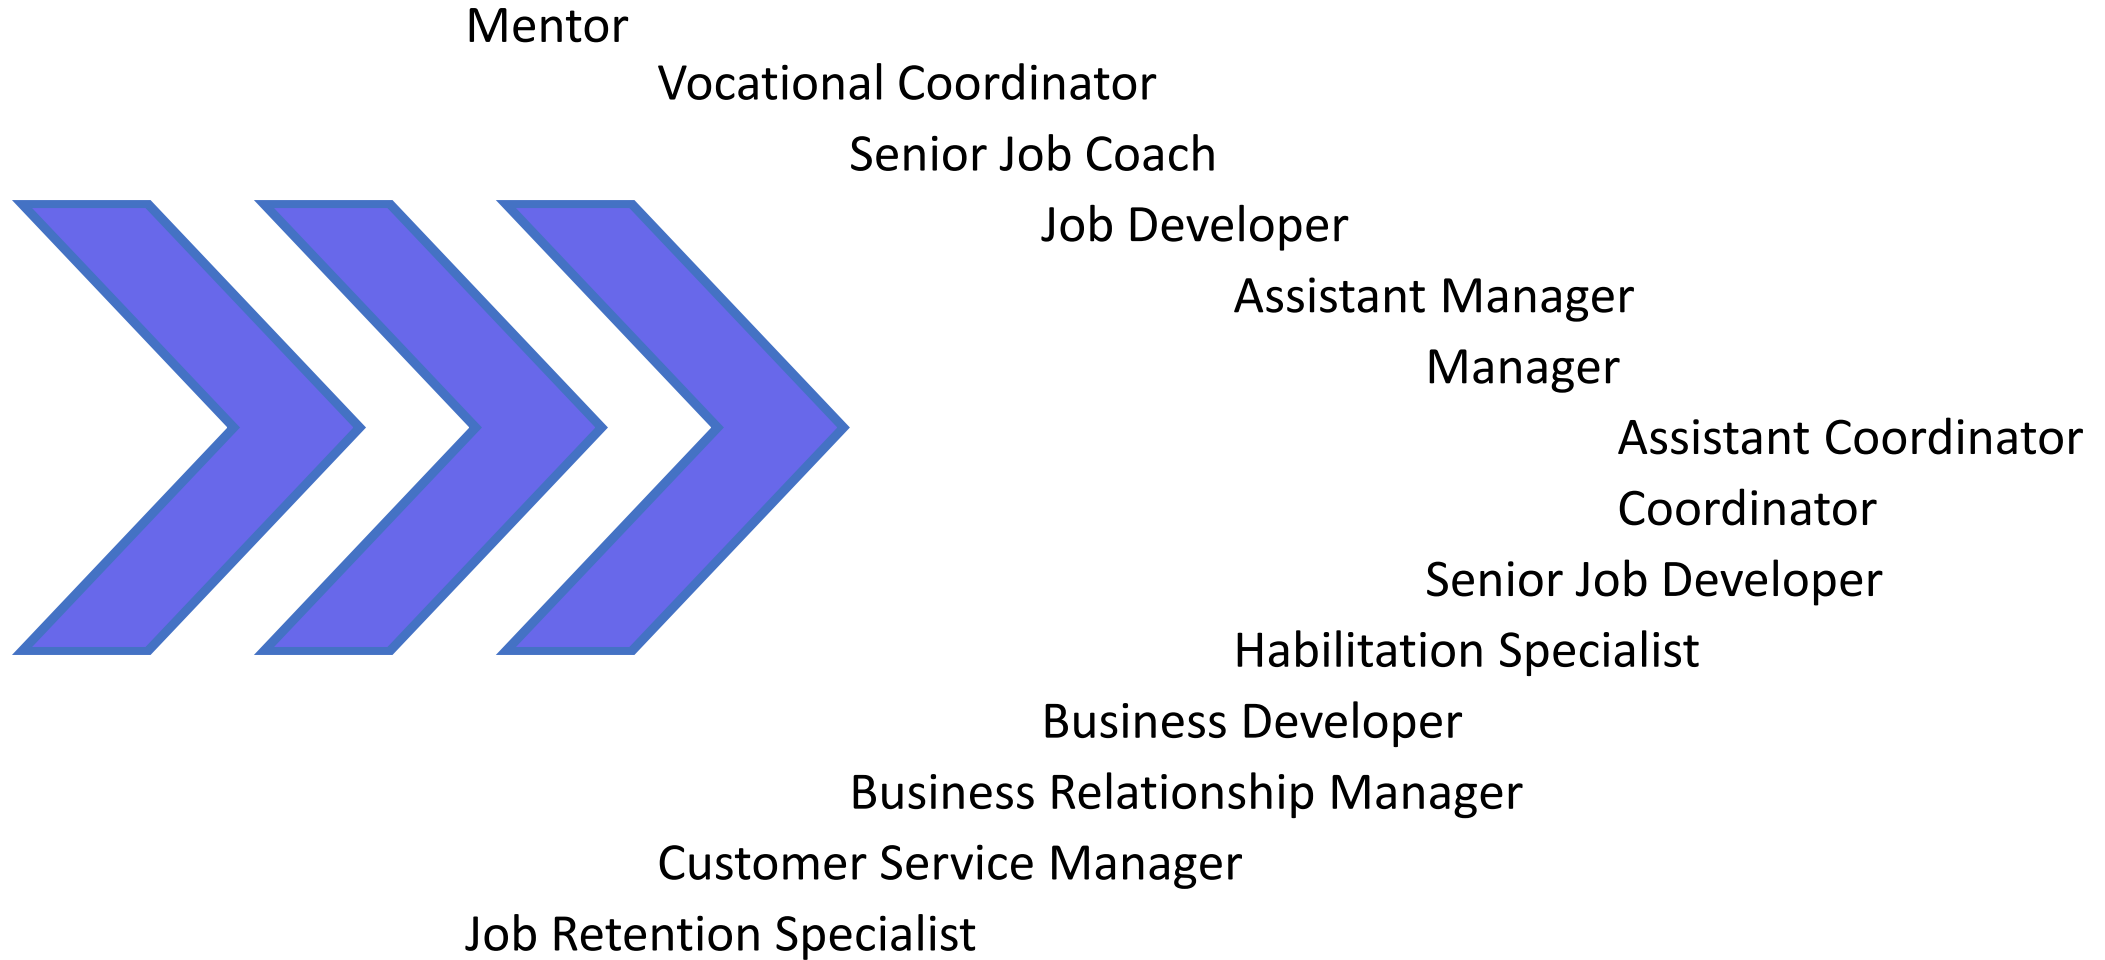 Mentor
Vocational Coordinator
Senior Job Coach
Job Developer
Assistant Manager
Manager
Assistant Coordinator
Coordinator
Senior Job Developer
Habilitation Specialist
Business Developer
Business Relationship Manager
Customer Service Manager
Job Retention Specialist